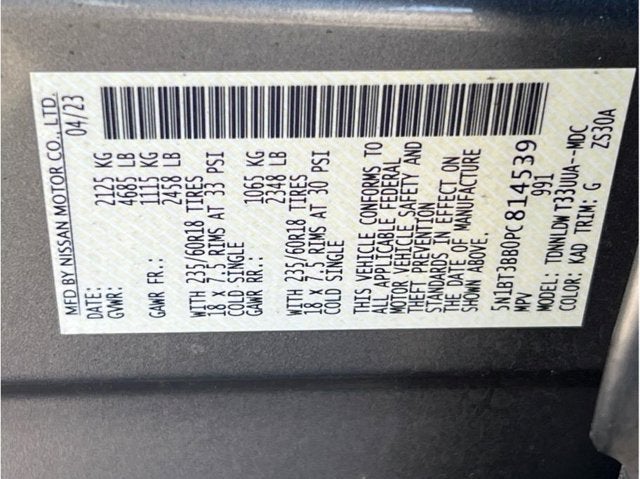 MFD BY NISSAN MOTOR CO., LTD.
DATE: 04/23
GVWR: 2125 KG
4685 LB
GAWR FR.: 1115 KG
2458 LB
WITH 235/60R18 TIRES
18 X 7.5 RIMS AT 33 PSI
COLD SINGLE
GAWR RR.: 1065 KG
2348 LB
WITH 235/60R18 TIRES
18 X 7.5 RIMS AT 30 PSI
COLD SINGLE
THIS VEHICLE CONFORMS TO
ALL APPLICABLE FEDERAL
MOTOR VEHICLE SAFETY AND
THEFT PREVENTION
STANDARDS IN EFFECT ON
THE DATE OF MANUFACTURE
SHOWN ABOVE.
5N1BT3BB0PC814539
MPV 991
MODEL: TDNNLDW T33UUA--MDC
COLOR: KAD TRIM: G ZS30A